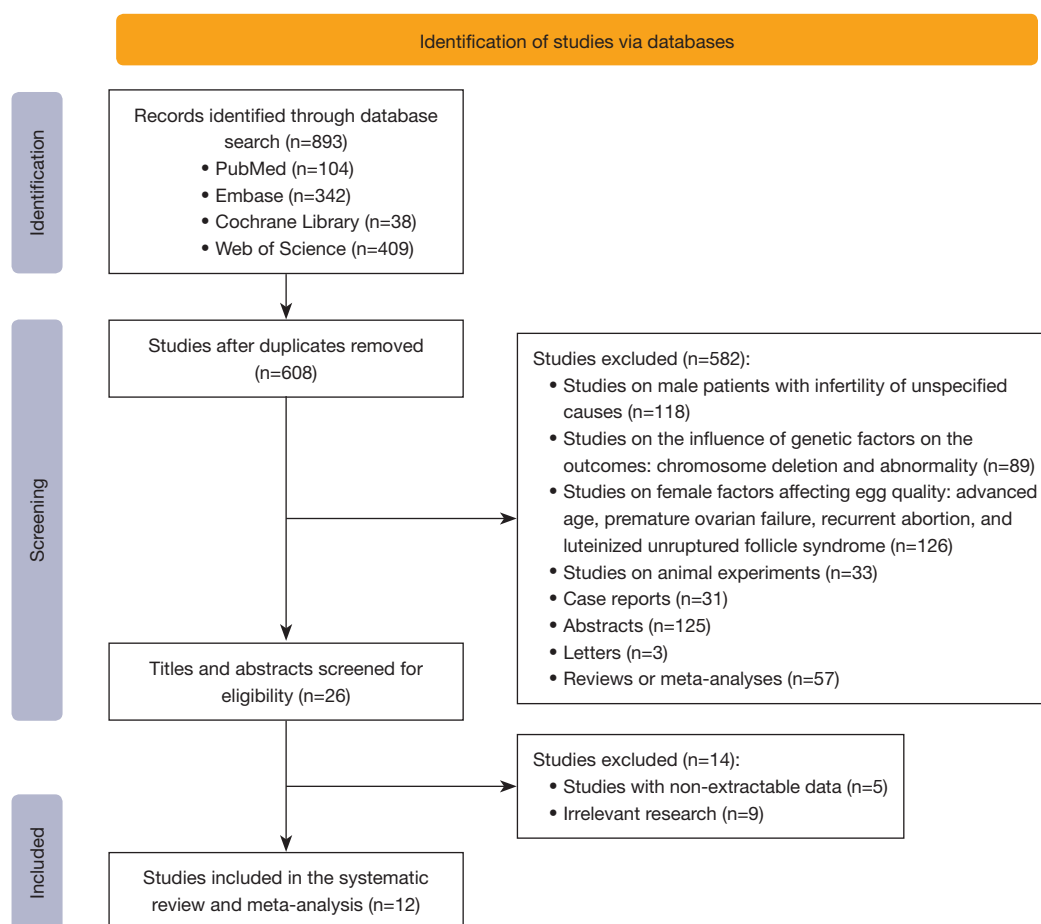 Identification of studies via databases
Identification
Records identified through database
search (n=893)
• PubMed (n=104)
• Embase (n=342)
• Cochrane Library (n=38)
• Web of Science (n=409)
Screening
Studies after duplicates removed
(n=608)
Studies excluded (n=582):
• Studies on male patients with infertility of unspecified
causes (n=118)
• Studies on the influence of genetic factors on the
outcomes: chromosome deletion and abnormality (n=89)
• Studies on female factors affecting egg quality: advanced
age, premature ovarian failure, recurrent abortion, and
luteinized unruptured follicle syndrome (n=126)
• Studies on animal experiments (n=33)
• Case reports (n=31)
• Abstracts (n=125)
• Letters (n=3)
• Reviews or meta-analyses (n=57)
Titles and abstracts screened for
eligibility (n=26)
Studies excluded (n=14):
• Studies with non-extractable data (n=5)
• Irrelevant research (n=9)
Included
Studies included in the systematic
review and meta-analysis (n=12)